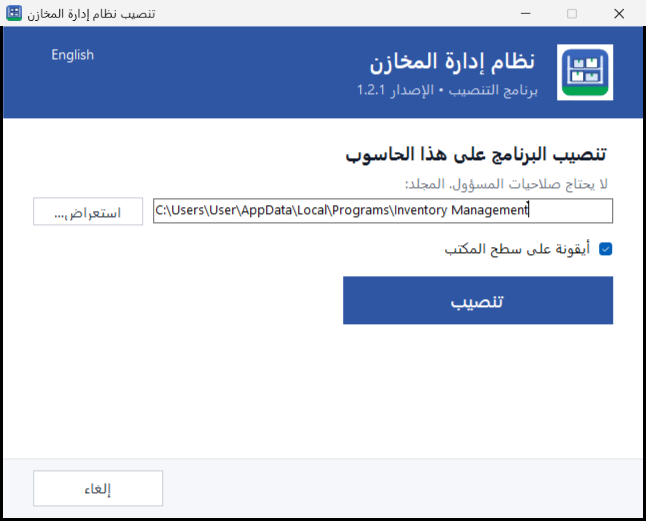 تنصيب نظام إدارة المخازن
English
نظام إدارة المخازن
برنامج التنصيب • الإصدار 1.2.1
تنصيب البرنامج على هذا الحاسوب
لا يحتاج صلاحيات المسؤول. المجلد:
C:\Users\User\AppData\Local\Programs\Inventory Management
استعراض...
أيقونة على سطح المكتب
تنصيب
إلغاء